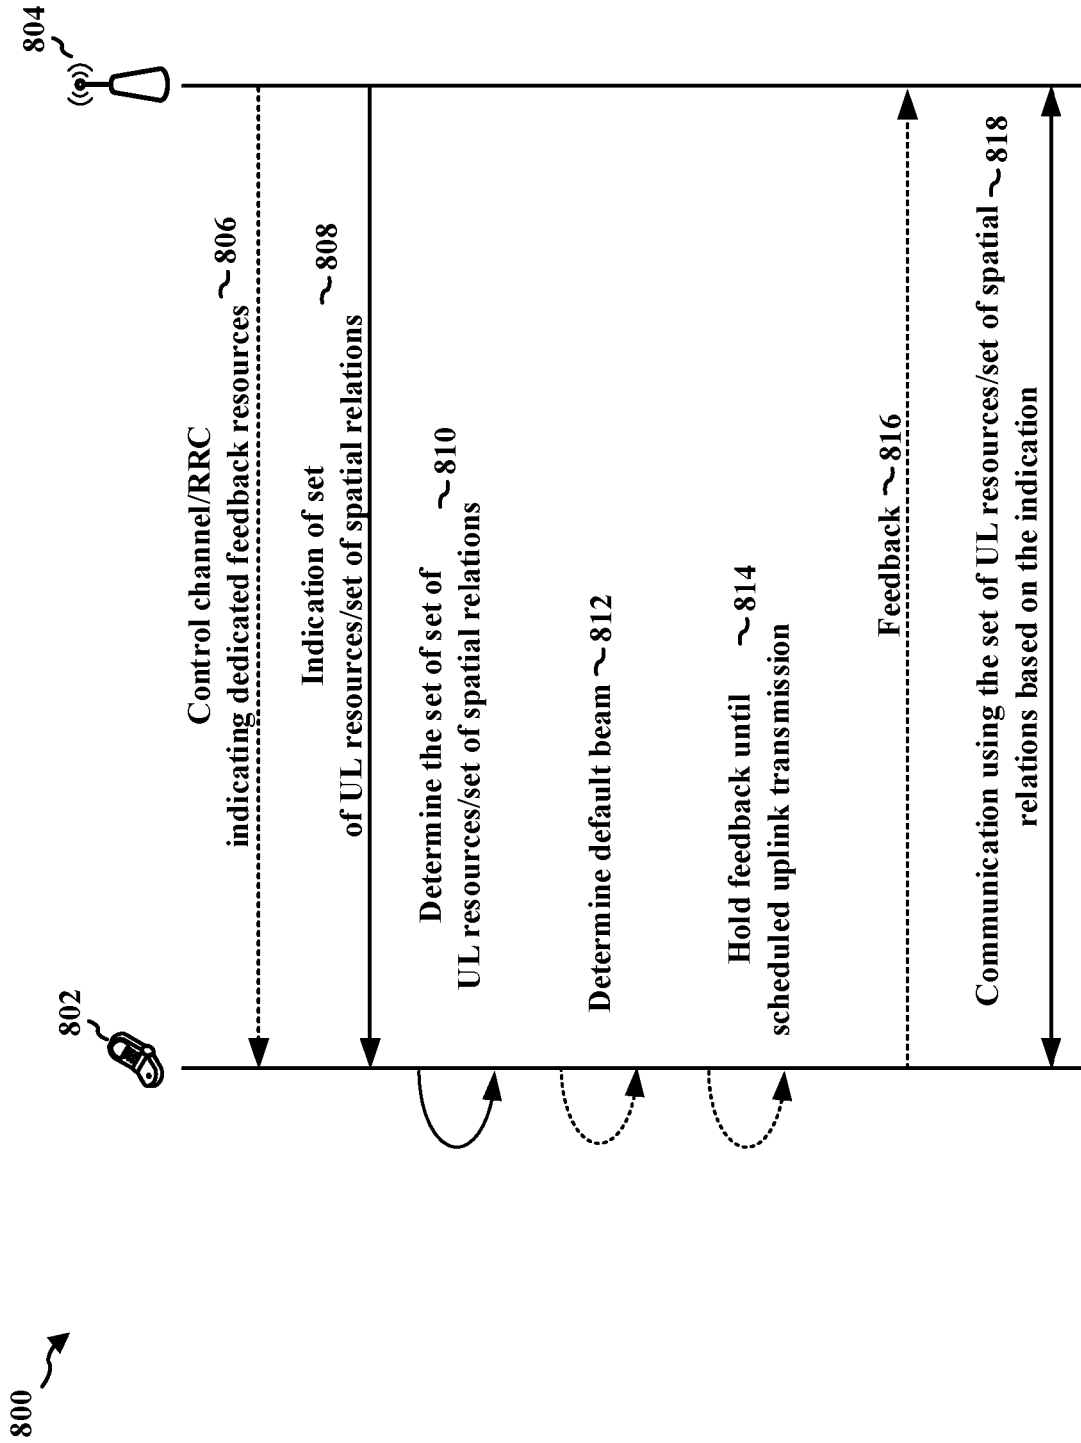 800
802
804
Control channel/RRC
indicating dedicated feedback resources
806
Indication of set
of UL resources/set of spatial relations
808
Determine the set of set of
UL resources/set of spatial relations
810
Determine default beam
812
Hold feedback until
scheduled uplink transmission
814
Feedback
816
Communication using the set of UL resources/set of spatial
relations based on the indication
818